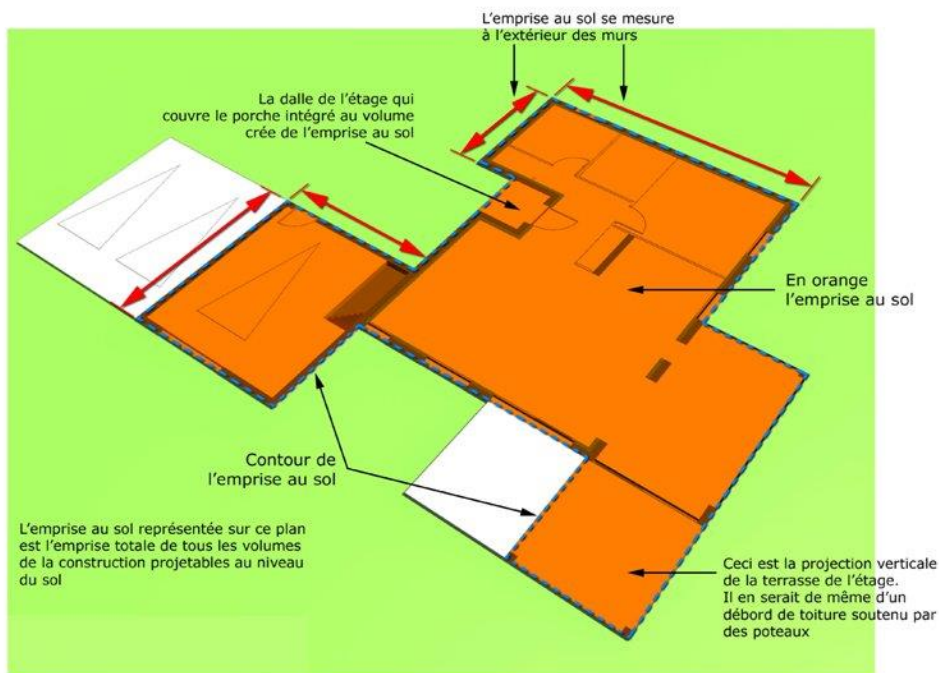 L'emprise au sol se mesure
à l'extérieur des murs
La dalle de l'étage qui
couvre le porche intégré au volume
crée de l'emprise au sol
En orange
l'emprise au sol
Contour de
l'emprise au sol
L'emprise au sol représentée sur ce plan
est l'emprise totale de tous les volumes
de la construction projetables au niveau
du sol
Ceci est la projection verticale
de la terrasse de l'étage.
Il en serait de même d'un
débord de toiture soutenu par
des poteaux